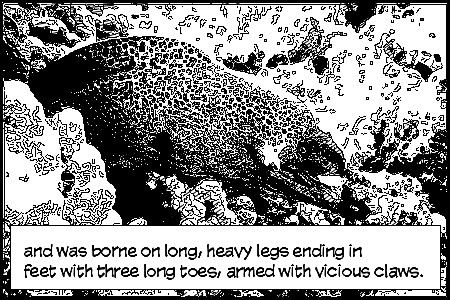 and was borne on long, heavy legs ending in
feet with three long toes, armed with vicious claws.